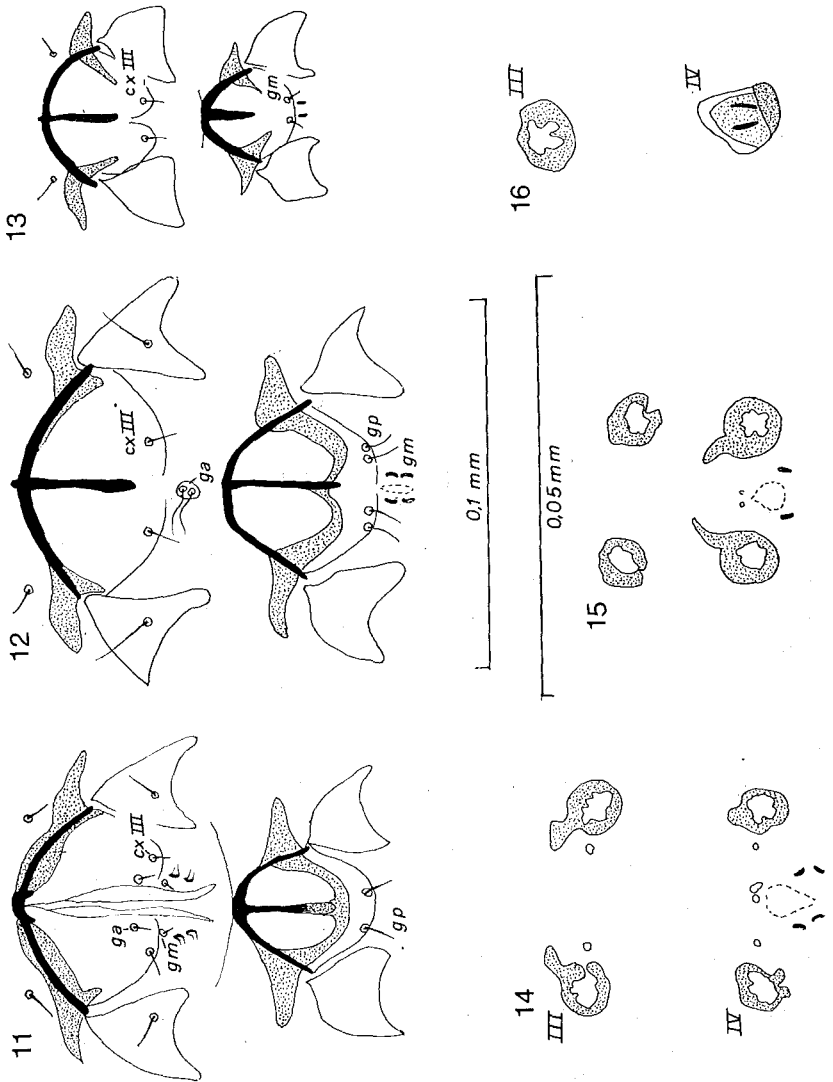 11
ga
cx III
gm
gp
12
cx III
ga
gp
gm
13
cx III
gm
0,1 mm
0,05 mm
14
III
IV
15
16
III
IV